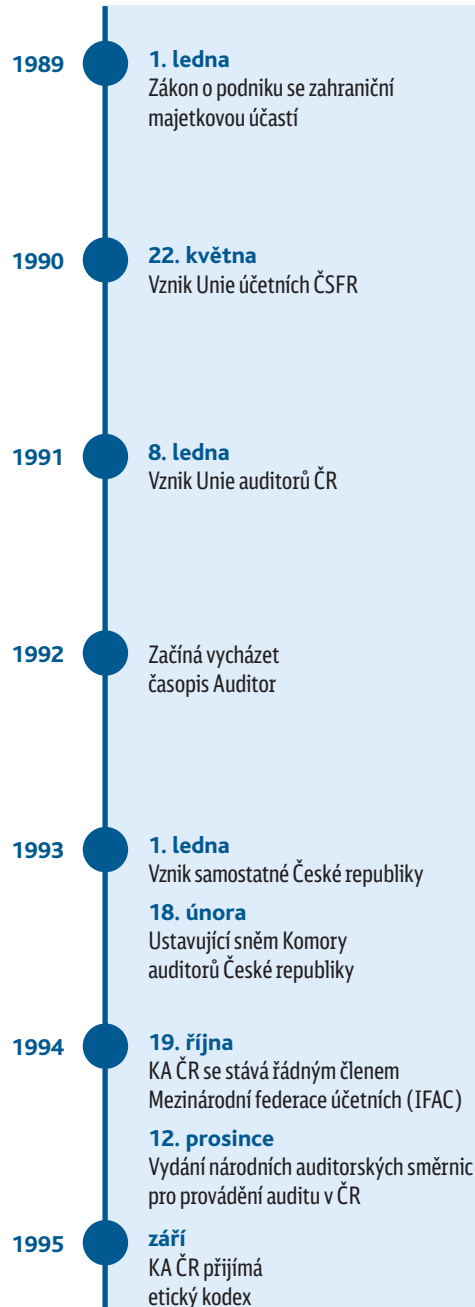 1989
1. ledna
Zákon o podniku se zahraniční
majetkovou účastí
1990
22. května
Vznik Unie účetních ČSFR
1991
8. ledna
Vznik Unie auditorů ČR
1992
Začíná vycházet
časopis Auditor
1993
1. ledna
Vznik samostatné České republiky
18. února
Ustavující sněm Komory
auditorů České republiky
1994
19. října
KA ČR se stává řádným členem
Mezinárodní federace účetních (IFAC)
12. prosince
Vydání národních auditorských směrnic
pro provádění auditu v ČR
1995
září
KA ČR přijímá
etický kodex